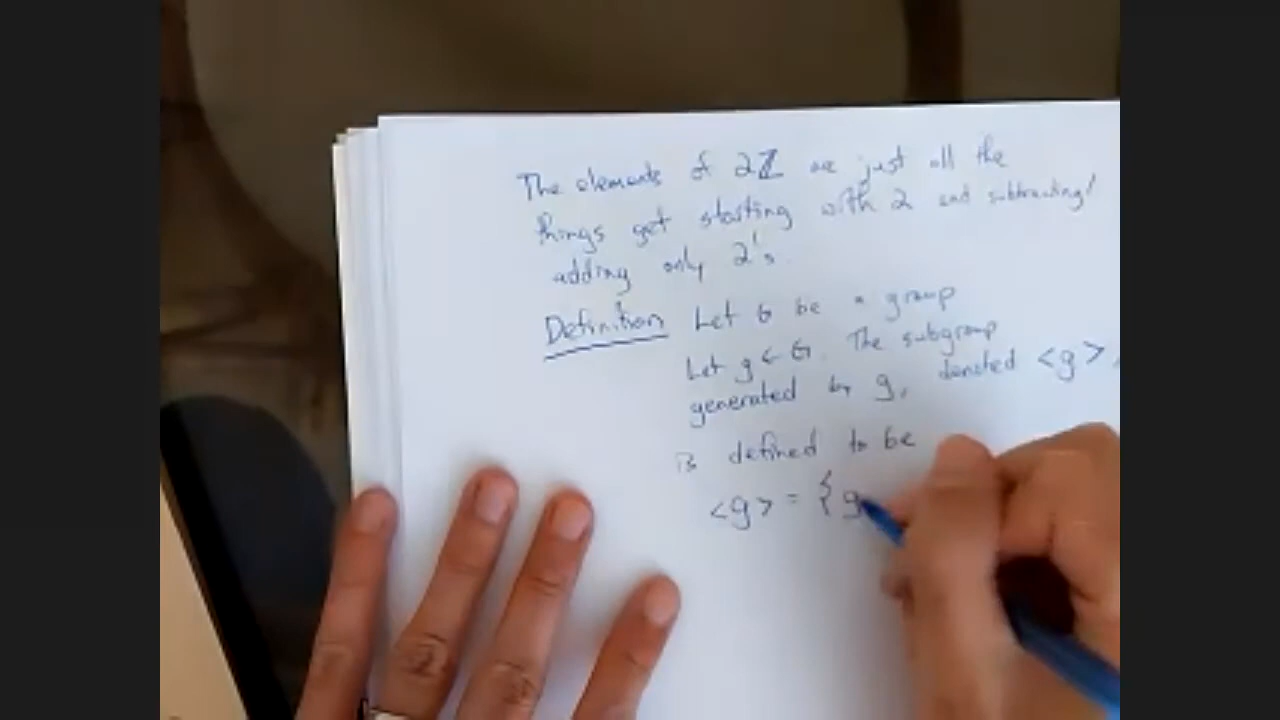 The elements of 2ℤ are just all the
things get starting with 2 and subtracting/
adding only 2's.
Definition Let G be a group
Let g ∈ G. The subgroup
generated by g, denoted <g>,
is defined to be
<g> = {g